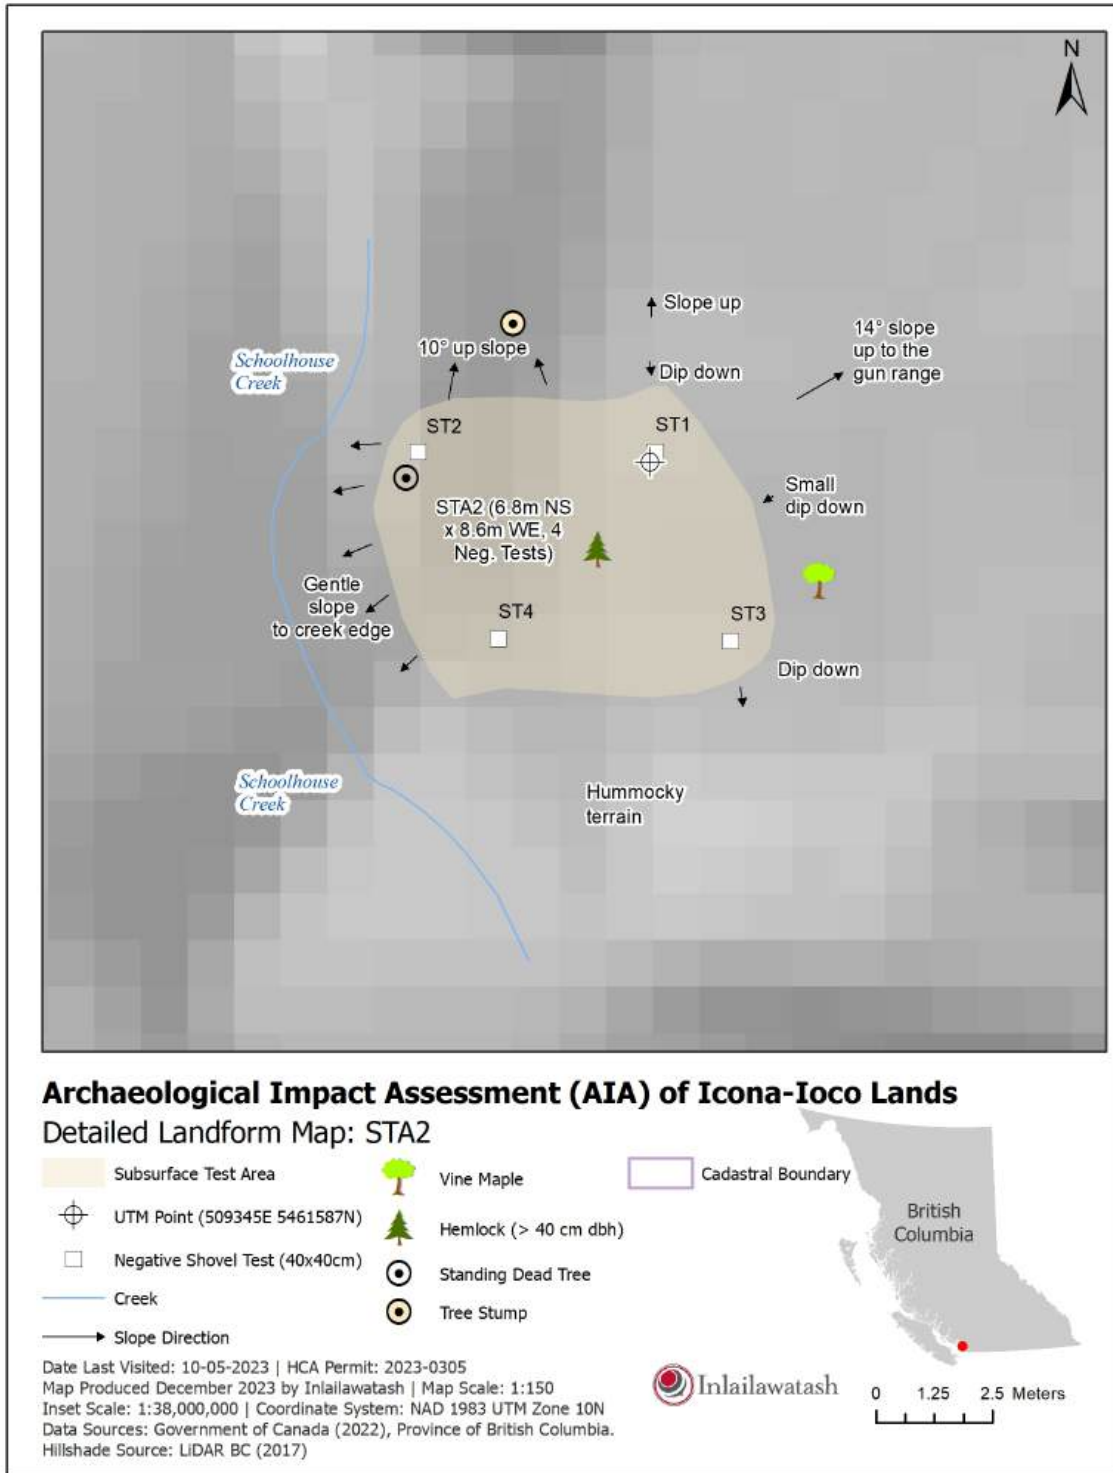 N
Slope up
Schoolhouse
Creek
10° up slope
Dip down
14° slope
up to the
gun range
ST2
ST1
STA2 (6.8m NS
x 8.6m WE, 4
Neg. Tests)
Small
dip down
Gentle
slope
to creek edge
ST4
ST3
Dip down
Schoolhouse
Creek
Hummocky
terrain
Archaeological Impact Assessment (AIA) of Icona-Ioco Lands
Detailed Landform Map: STA2
Subsurface Test Area
UTM Point (509345E 5461587N)
Negative Shovel Test (40x40cm)
Creek
Slope Direction
Vine Maple
Hemlock (> 40 cm dbh)
Standing Dead Tree
Tree Stump
Cadastral Boundary
British
Columbia
Date Last Visited: 10-05-2023 | HCA Permit: 2023-0305
Map Produced December 2023 by Inlailawatash | Map Scale: 1:150
Inset Scale: 1:38,000,000 | Coordinate System: NAD 1983 UTM Zone 10N
Data Sources: Government of Canada (2022), Province of British Columbia.
Hillshade Source: LiDAR BC (2017)
Inlailawatash
0 1.25 2.5 Meters